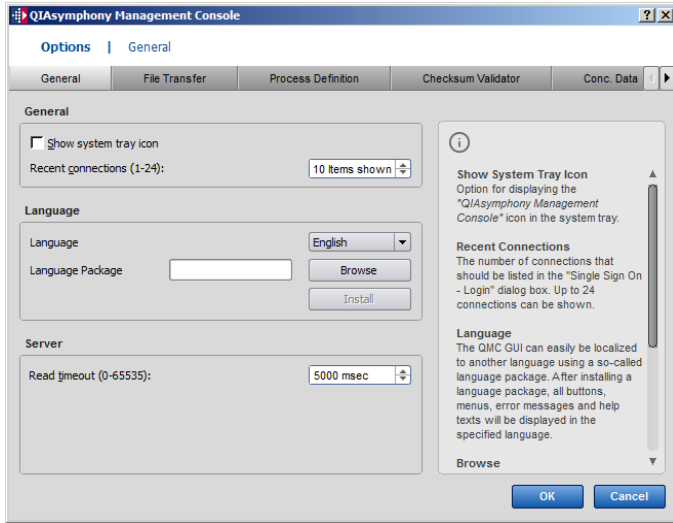 QIAsymphony Management Console
Options | General
General File Transfer Process Definition Checksum Validator Conc. Data
General
Show system tray icon
Recent connections (1-24): 10 Items shown
Language
Language English
Language Package Browse
Install
Server
Read timeout (0-65535): 5000 msec
Show System Tray Icon
Option for displaying the
"QIAsymphony Management
Console" icon in the system tray.
Recent Connections
The number of connections that
should be listed in the "Single Sign On
- Login" dialog box. Up to 24
connections can be shown.
Language
The QMC GUI can easily be localized
to another language using a so-called
language package. After installing a
language package, all buttons,
menus, error messages and help
texts will be displayed in the
specified language.
Browse
OK Cancel